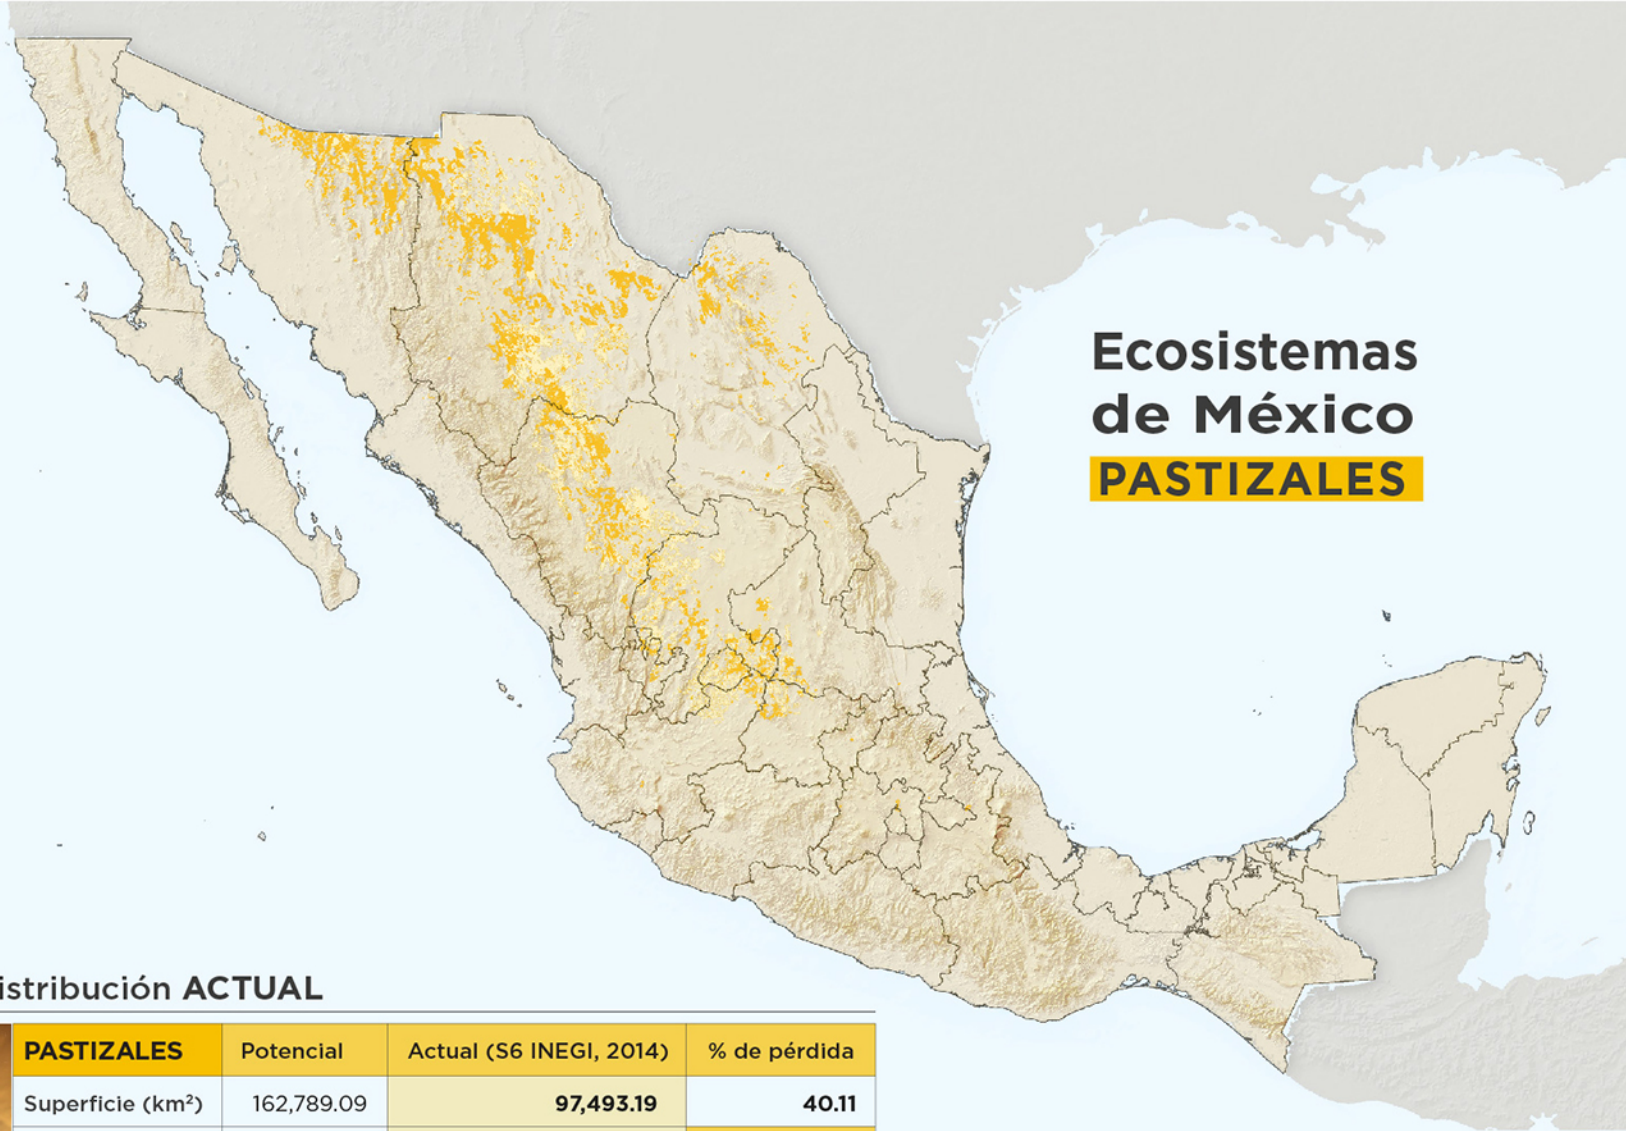 Ecosistemas
de México
PASTIZALES
istribución ACTUAL
PASTIZALES Potencial Actual (S6 INEGI, 2014) % de pérdida
Superficie (km²) 162,789.09 97,493.19 40.11